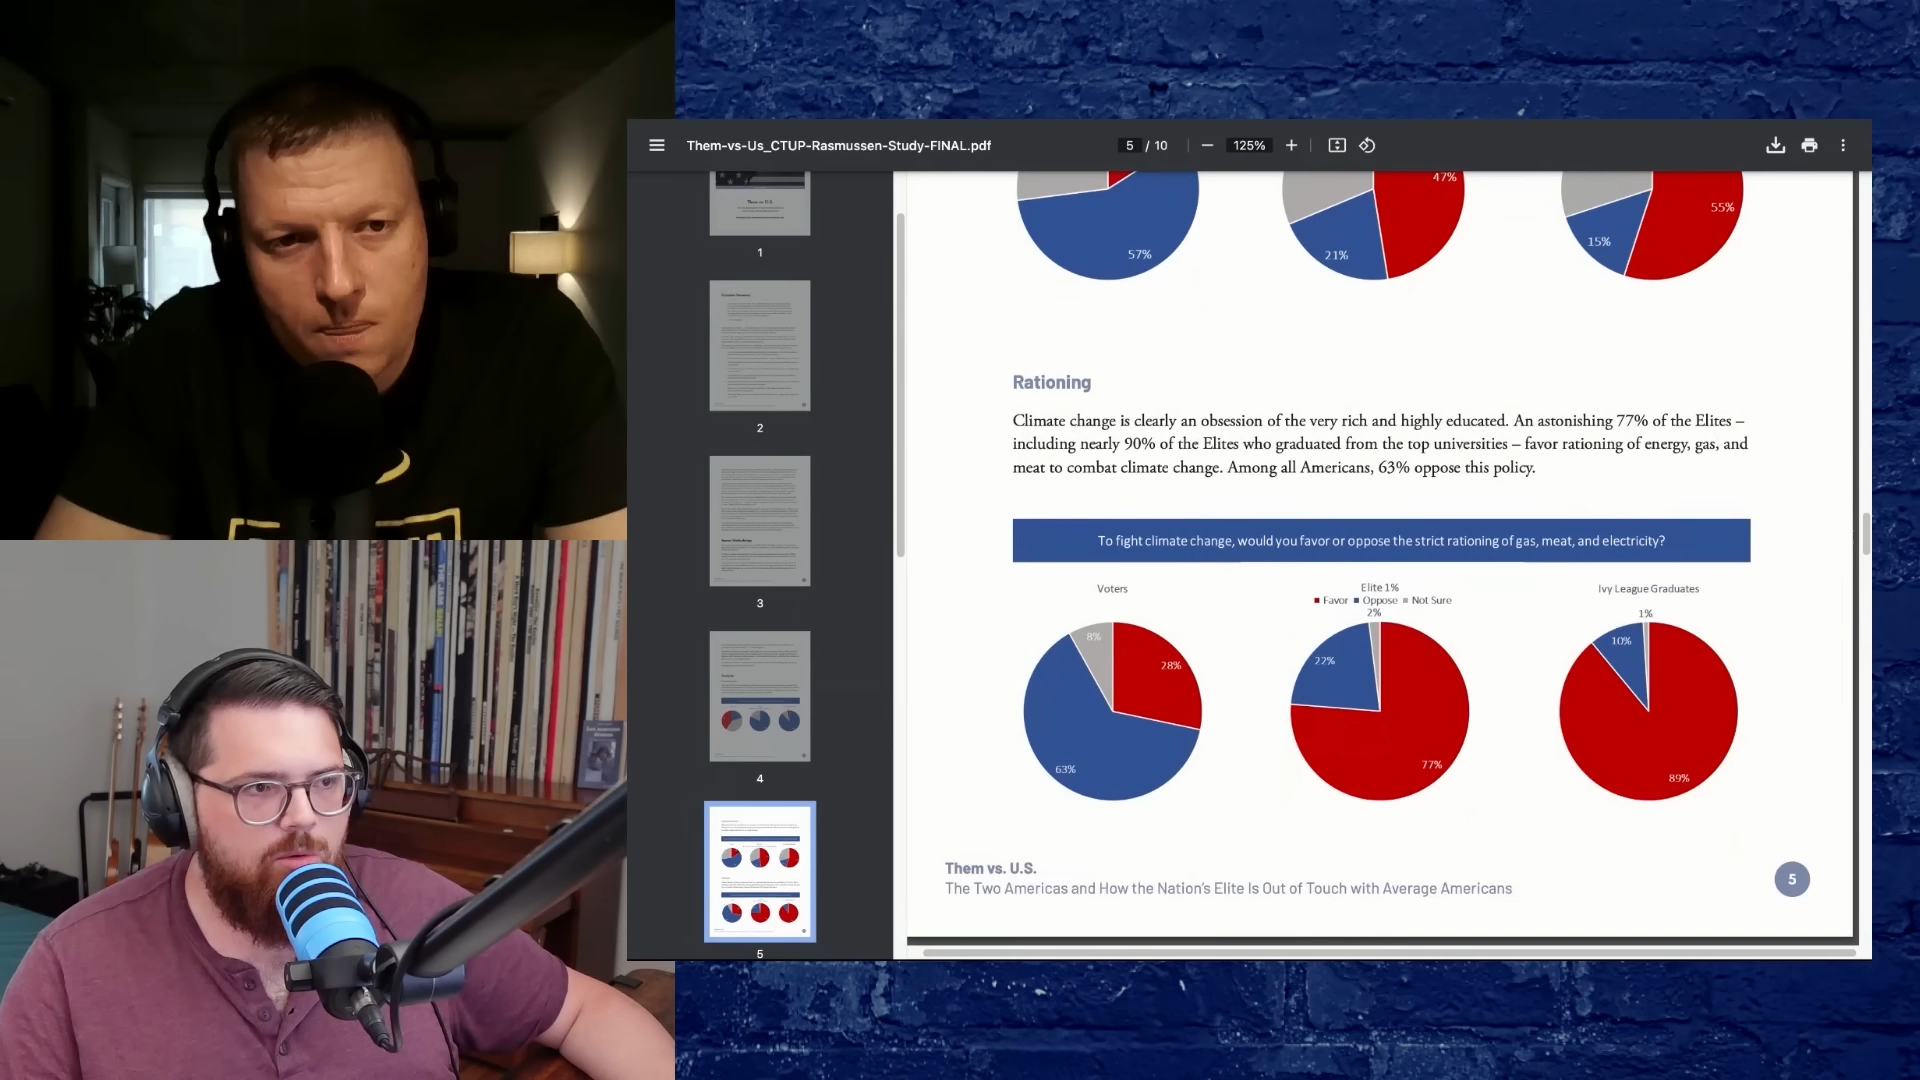 Them-vs-Us_CTUP-Rasmussen-Study-FINAL.pdf
5 / 10
125%
1
2
3
4
5
57%
21%
47%
15%
55%
Rationing
Climate change is clearly an obsession of the very rich and highly educated. An astonishing 77% of the Elites –
including nearly 90% of the Elites who graduated from the top universities – favor rationing of energy, gas, and
meat to combat climate change. Among all Americans, 63% oppose this policy.
To fight climate change, would you favor or oppose the strict rationing of gas, meat, and electricity?
Voters
8%
28%
63%
Elite 1%
Favor Oppose Not Sure
2%
22%
77%
Ivy League Graduates
1%
10%
89%
Them vs. U.S.
The Two Americas and How the Nation's Elite Is Out of Touch with Average Americans
5